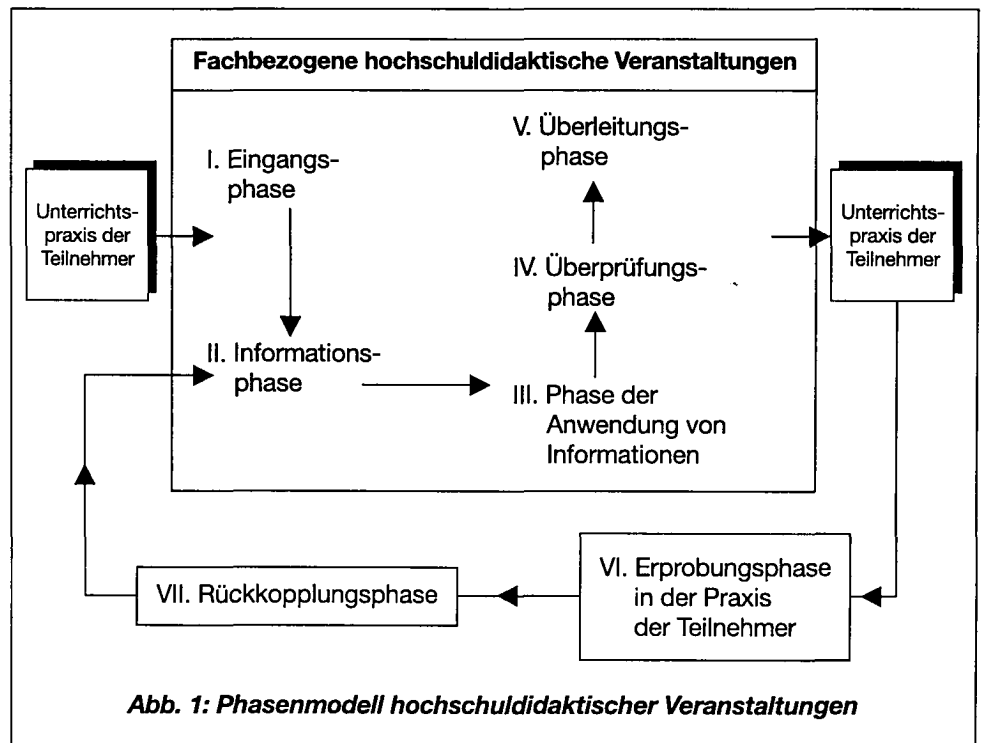 Fachbezogene hochschuldidaktische Veranstaltungen
Unterrichts-
praxis der
Teilnehmer
I. Eingangs-
phase
II. Informations-
phase
III. Phase der
Anwendung von
Informationen
IV. Überprüfungs-
phase
V. Überleitungs-
phase
Unterrichts-
praxis der
Teilnehmer
VI. Erprobungsphase
in der Praxis
der Teilnehmer
VII. Rückkopplungsphase
Abb. 1: Phasenmodell hochschuldidaktischer Veranstaltungen